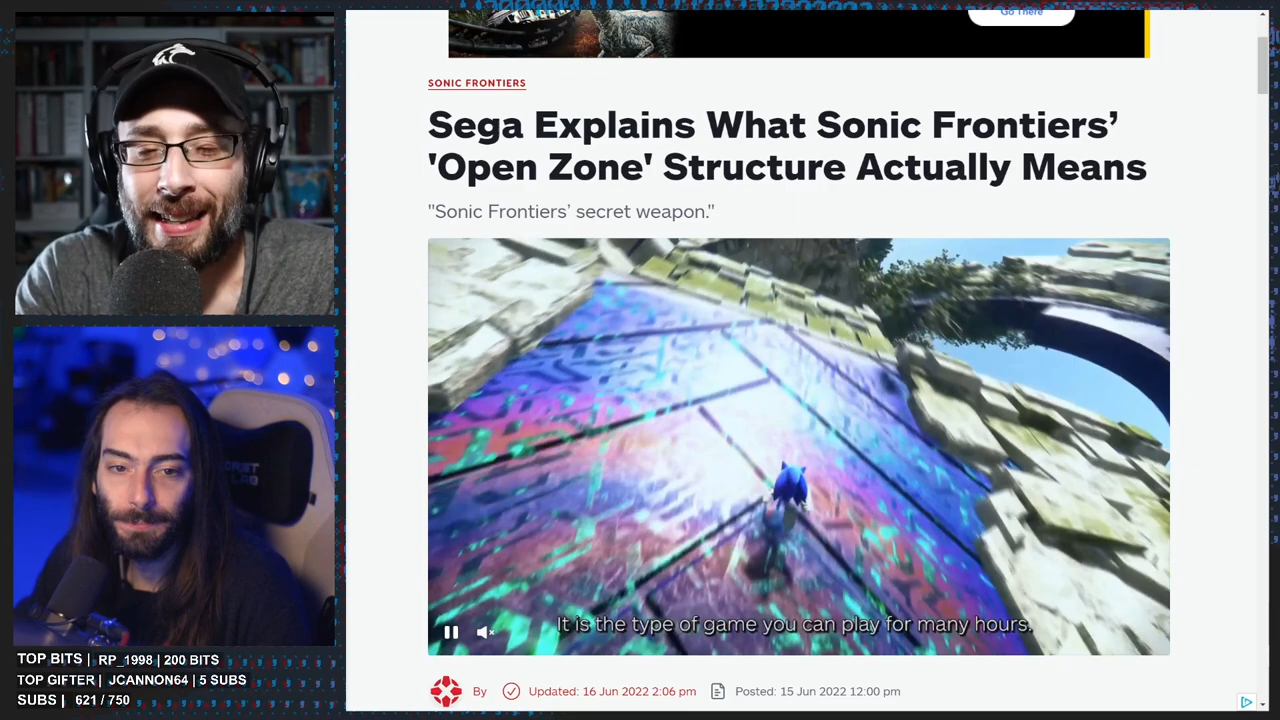 Go There
SONIC FRONTIERS
Sega Explains What Sonic Frontiers’
'Open Zone' Structure Actually Means
"Sonic Frontiers’ secret weapon."
It is the type of game you can play for many hours.
By
Updated: 16 Jun 2022 2:06 pm
Posted: 15 Jun 2022 12:00 pm
TOP BITS | RP_1998 | 200 BITS
TOP GIFTER | JCANNON64 | 5 SUBS
SUBS | 621 / 750